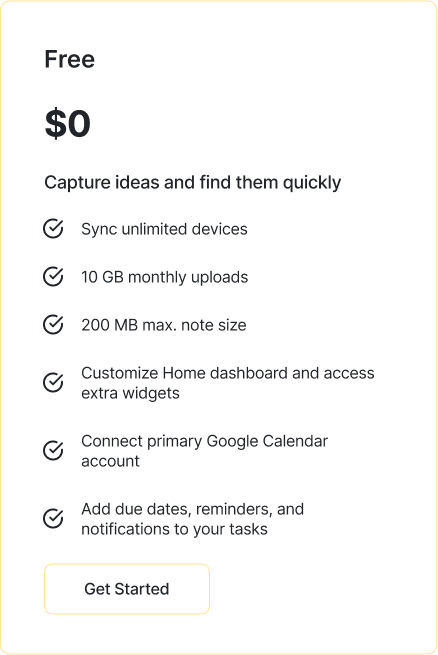 Free
$0
Capture ideas and find them quickly
Sync unlimited devices
10 GB monthly uploads
200 MB max. note size
Customize Home dashboard and access
extra widgets
Connect primary Google Calendar
account
Add due dates, reminders, and
notifications to your tasks
Get Started